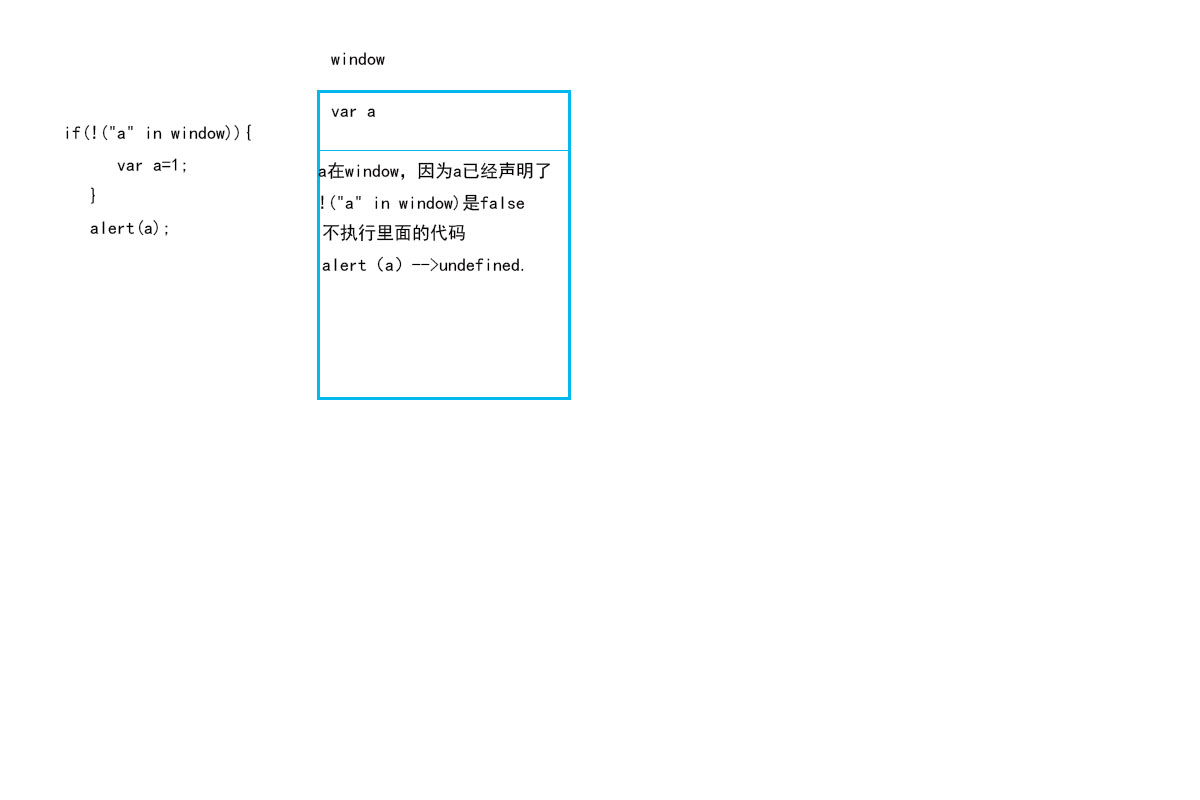 window
var a
if(!("a" in window)){
var a=1;
}
alert(a);
a在window，因为a已经声明了
!("a" in window)是false
不执行里面的代码
alert（a）-->undefined.